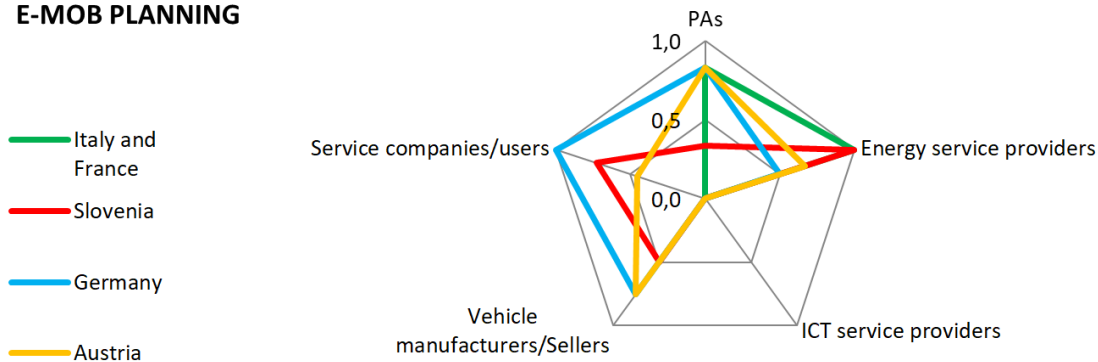 E-MOB PLANNING
PAs
1,0
Italy and
France
0,5
Service companies/users
Energy service providers
Slovenia
0,0
Germany
Vehicle
manufacturers/Sellers
ICT service providers
Austria